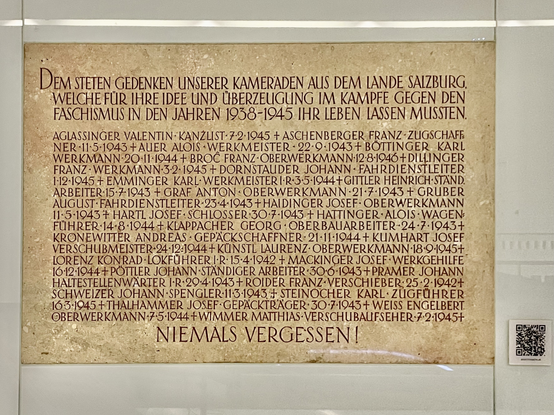 DEM STETEN GEDENKEN UNSERER KAMERADEN AUS DEM LANDE SALZBURG,
WELCHE FÜR IHRE IDEE UND ÜBERZEUGUNG IM KAMPFE GEGEN DEN
FASCHISMUS IN DEN JAHREN 1938-1945 IHR LEBEN LASSEN MUSSTEN.
AGLASSINGER VALENTIN·KANZLIST·7·2·1945+ASCHENBERGER FRANZ·ZUGSCHAFF
NER·11·5·1943+AUER ALOIS·WERKMEISTER·22·9·1943+BÖTTINGER KARL
WERKMANN·20·11·1944+BROČ FRANZ·OBERWERKMANN·12·8·1946+DILLINGER
FRANZ·WERKMANN·3·2·1945+DORNSTAUDER JOHANN·FAHRDIENSTLEITER
1·12·1945+EMMINGER KARL·WERKMEISTER I·R·3·5·1944+GITTLER HEINRICH·STÄND
ARBEITER·15·7·1943+GRAF ANTON·OBERWERKMANN·21·7·1943+GRUBER
AUGUST·FAHRDIENSTLEITER·23·4·1943+HAIDINGER JOSEF·OBERWERKMANN
11·5·1943+HARTL JOSEF·SCHLOSSER·30·7·1943+HATTINGER·ALOIS·WAGEN
FÜHRER·14·8·1944+KLAPPACHER GEORG·OBERBAUARBEITER·24·7·1943+
KRONEWITTER ANDREAS·GEPÄCKSCHAFFNER·21·11·1944+KUMHART JOSEF
VERSCHUBMEISTER·24·12·1944+KÜNSTL LAURENZ·OBERWERKMANN·18·9·1945+
LORENZ KONRAD·LOKFÜHRER I·R·15·4·1942+MACKINGER JOSEF·WERKGEHILFE
16·12·1944+PÖTTLER JOHANN·STÄNDIGER ARBEITER·30·6·1943+PRAMER JOHANN
HALTESTELLENWÄRTER I·R·29·4·1943+ROIDER FRANZ·VERSCHIEBER·25·2·1942+
SCHWEIZER JOHANN·SPENGLER·11·3·1943+STEINOCHER KARL·ZUGFÜHRER
16·3·1945+THALHAMMER JOSEF·GEPÄCKTRÄGER·30·7·1943+WEISS ENGELBERT
OBERWERKMANN·7·5·1944+WIMMER MATTHIAS·VERSCHUBAUFSEHER·7·2·1945+
NIEMALS VERGESSEN!